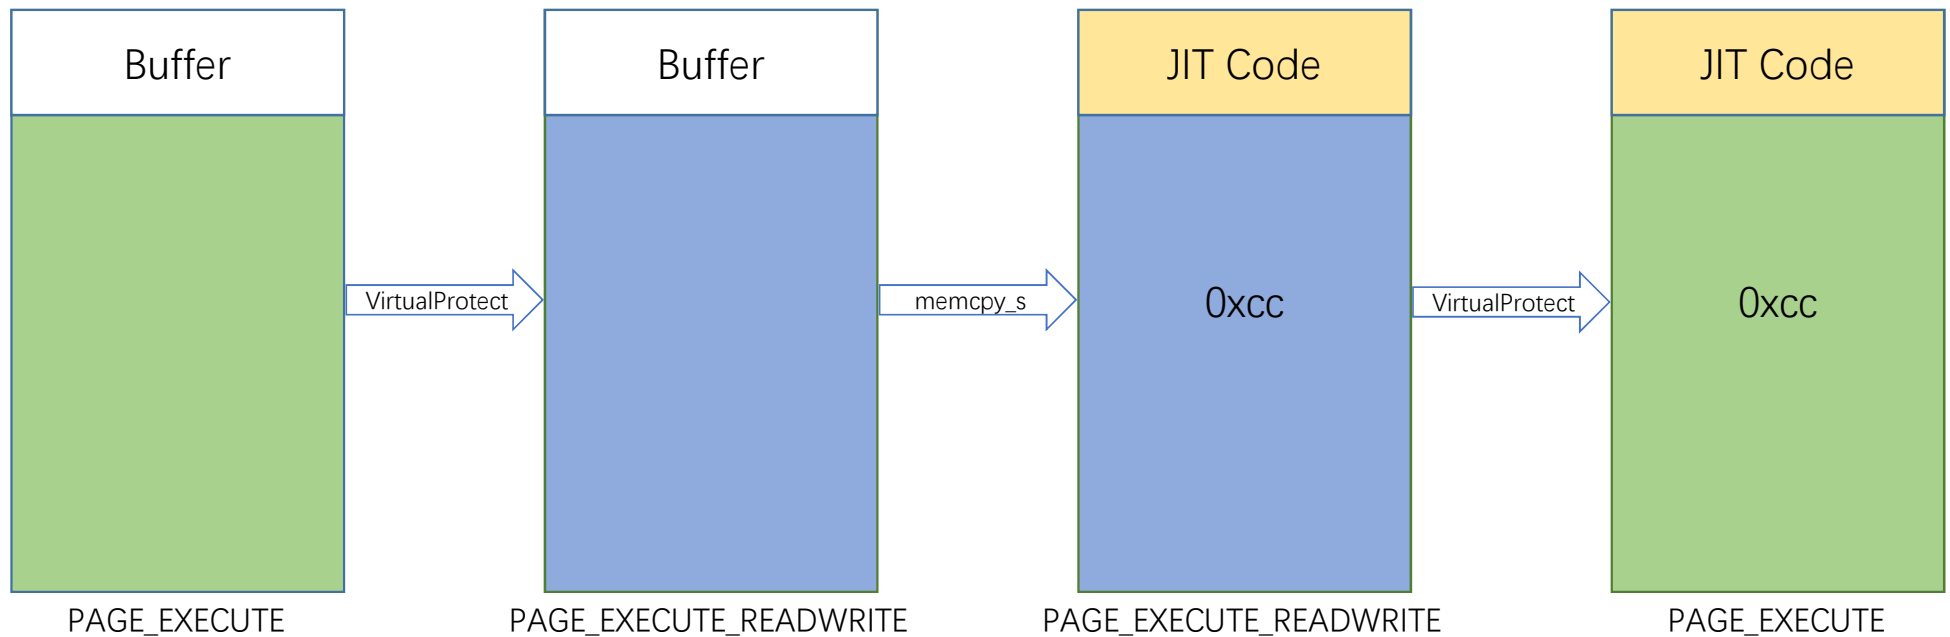 Buffer
Buffer
JIT Code
JIT Code
VirtualProtect
memcpy_s
0xcc
VirtualProtect
0xcc
PAGE_EXECUTE
PAGE_EXECUTE_READWRITE
PAGE_EXECUTE_READWRITE
PAGE_EXECUTE